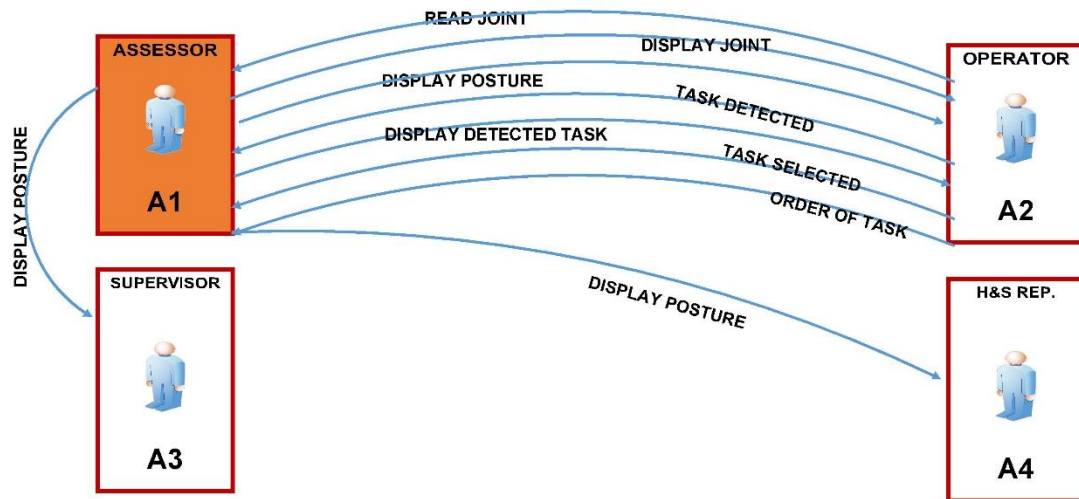 READ JOINT
ASSESSOR
DISPLAY JOINT
OPERATOR
DISPLAY POSTURE
TASK DETECTED
DISPLAY DETECTED TASK
TASK SELECTED
ORDER OF TASK
A1
A2
DISPLAY POSTURE
SUPERVISOR
DISPLAY POSTURE
H&S REP.
A3
A4